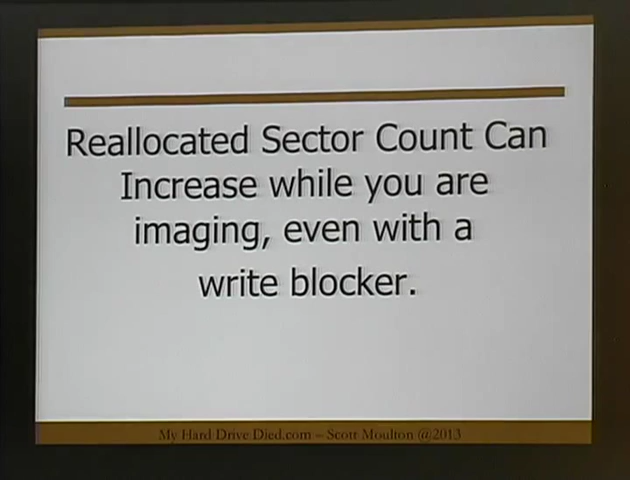 Reallocated Sector Count Can
Increase while you are
imaging, even with a
write blocker.
My Hard Drive Died.com – Scott Moulton @2013